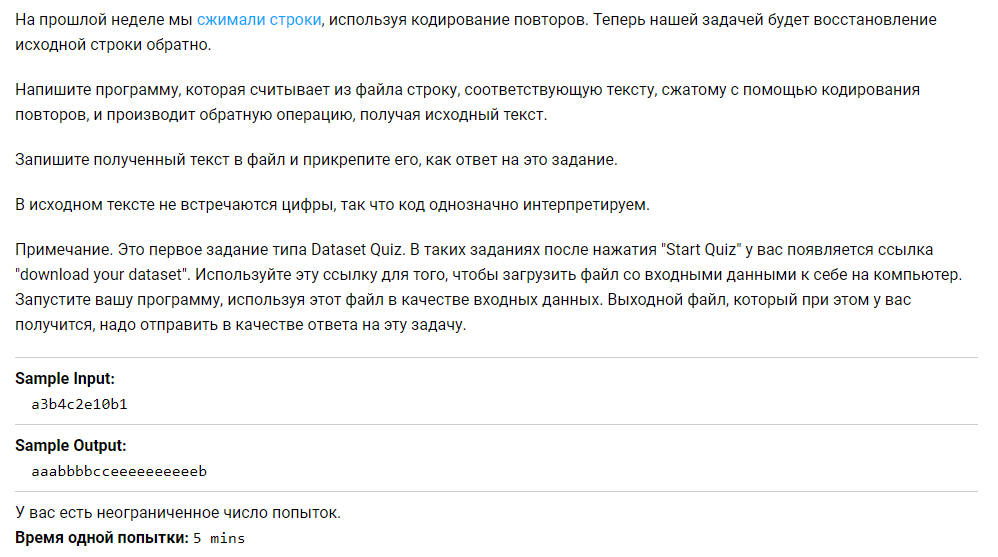 На прошлой неделе мы сжимали строки, используя кодирование повторов. Теперь нашей задачей будет восстановление
исходной строки обратно.
Напишите программу, которая считывает из файла строку, соответствующую тексту, сжатому с помощью кодирования
повторов, и производит обратную операцию, получая исходный текст.
Запишите полученный текст в файл и прикрепите его, как ответ на это задание.
В исходном тексте не встречаются цифры, так что код однозначно интерпретируем.
Примечание. Это первое задание типа Dataset Quiz. В таких заданиях после нажатия "Start Quiz" у вас появляется ссылка
"download your dataset". Используйте эту ссылку для того, чтобы загрузить файл со входными данными к себе на компьютер.
Запустите вашу программу, используя этот файл в качестве входных данных. Выходной файл, который при этом у вас
получится, надо отправить в качестве ответа на эту задачу.
Sample Input:
a3b4c2e10b1
Sample Output:
aaabbbbcceeeeeeeeeeb
У вас есть неограниченное число попыток.
Время одной попытки: 5 mins